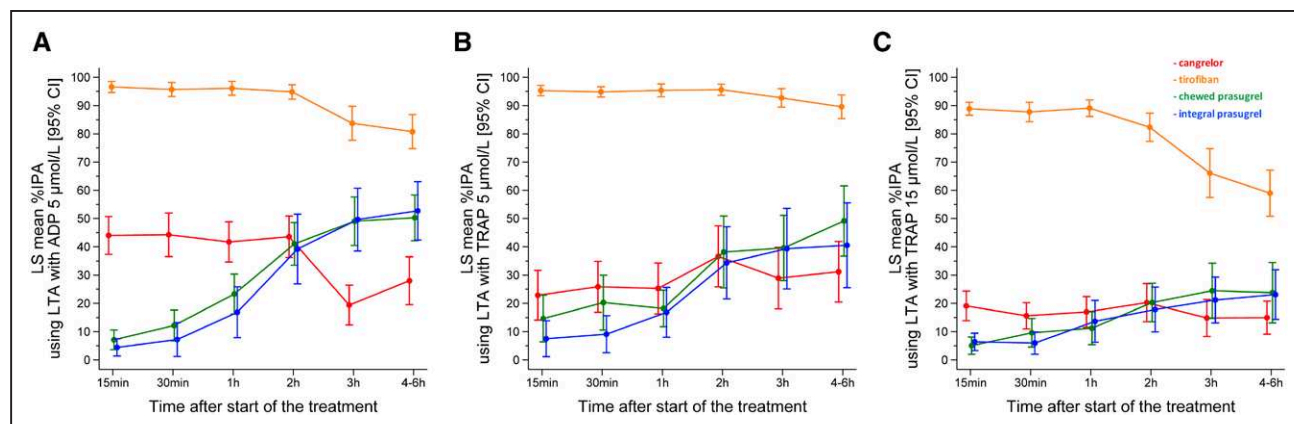 A
LS mean %IPA
using LTA with ADP 5 µmol/L [95% CI]
100
90
80
70
60
50
40
30
20
10
0
15min 30min 1h 2h 3h 4-6h
Time after start of the treatment
B
LS mean %IPA
using LTA with TRAP 5 µmol/L [95% CI]
100
90
80
70
60
50
40
30
20
10
0
15min 30min 1h 2h 3h 4-6h
Time after start of the treatment
C
- cangrelor
- tirofiban
- chewed prasugrel
- integral prasugrel
LS mean %IPA
using LTA with TRAP 15 µmol/L [95% CI]
100
90
80
70
60
50
40
30
20
10
0
15min 30min 1h 2h 3h 4-6h
Time after start of the treatment